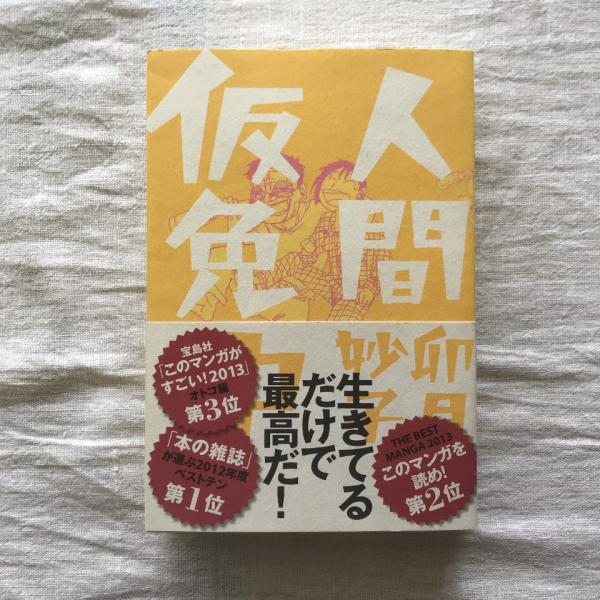 人間
仮免
中
卯月
妙子
生きてる
だけで
最高だ!
宝島社
「このマンガが
すごい!2013」
オトコ編
第3位
「本の雑誌」
が選ぶ2012年度
ベストテン
第1位
THE BEST
MANGA 2013
このマンガを
読め!
第2位